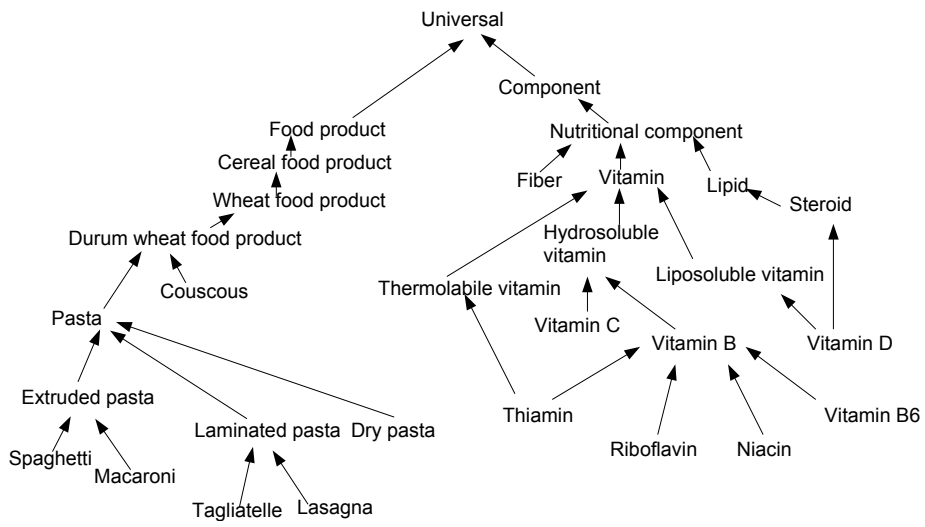 Universal
Component
Food product
Nutritional component
Cereal food product
Fiber
Vitamin
Lipid
Wheat food product
Steroid
Durum wheat food product
Hydrosoluble
vitamin
Couscous
Thermolabile vitamin
Liposoluble vitamin
Pasta
Vitamin C
Vitamin B
Vitamin D
Extruded pasta
Thiamin
Vitamin B6
Laminated pasta
Dry pasta
Spaghetti
Riboflavin
Niacin
Macaroni
Tagliatelle
Lasagna